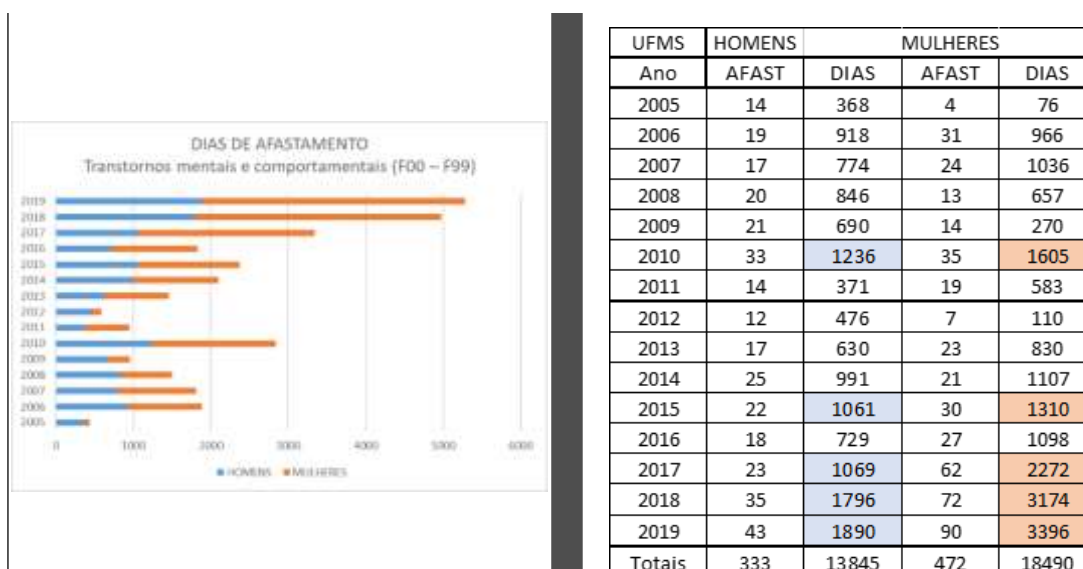 DIAS DE AFASTAMENTO
Transtornos mentais e comportamentais (F00 – F99)
2019
2018
2017
2016
2015
2014
2013
2012
2011
2010
2009
2008
2007
2006
2005
0 1000 2000 3000 4000 5000 6000
HOMENS MULHERES
UFMS HOMENS MULHERES
Ano AFAST DIAS AFAST DIAS
2005 14 368 4 76
2006 19 918 31 966
2007 17 774 24 1036
2008 20 846 13 657
2009 21 690 14 270
2010 33 1236 35 1605
2011 14 371 19 583
2012 12 476 7 110
2013 17 630 23 830
2014 25 991 21 1107
2015 22 1061 30 1310
2016 18 729 27 1098
2017 23 1069 62 2272
2018 35 1796 72 3174
2019 43 1890 90 3396
Totais 333 13845 472 18490